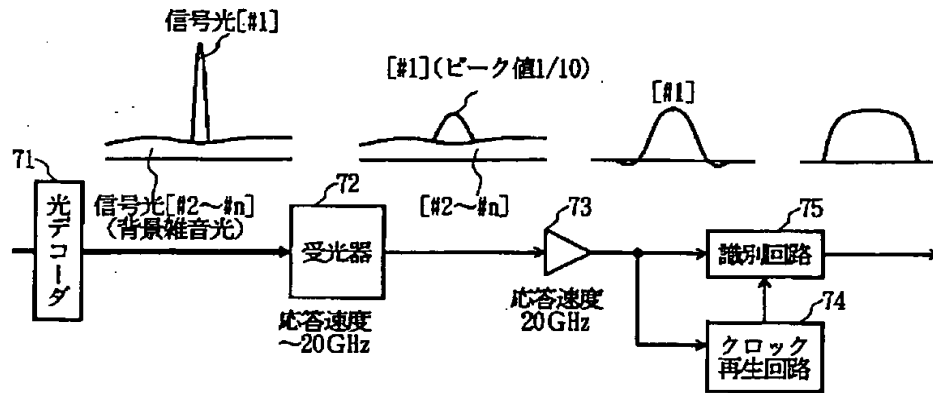 信号光[#1]
[#1](ピーク値1/10)
[#1]
71
光デコーダ
信号光[#2～#n]
(背景雑音光)
72
受光器
応答速度
～20GHz
[#2～#n]
73
応答速度
20GHz
75
識別回路
74
クロック
再生回路